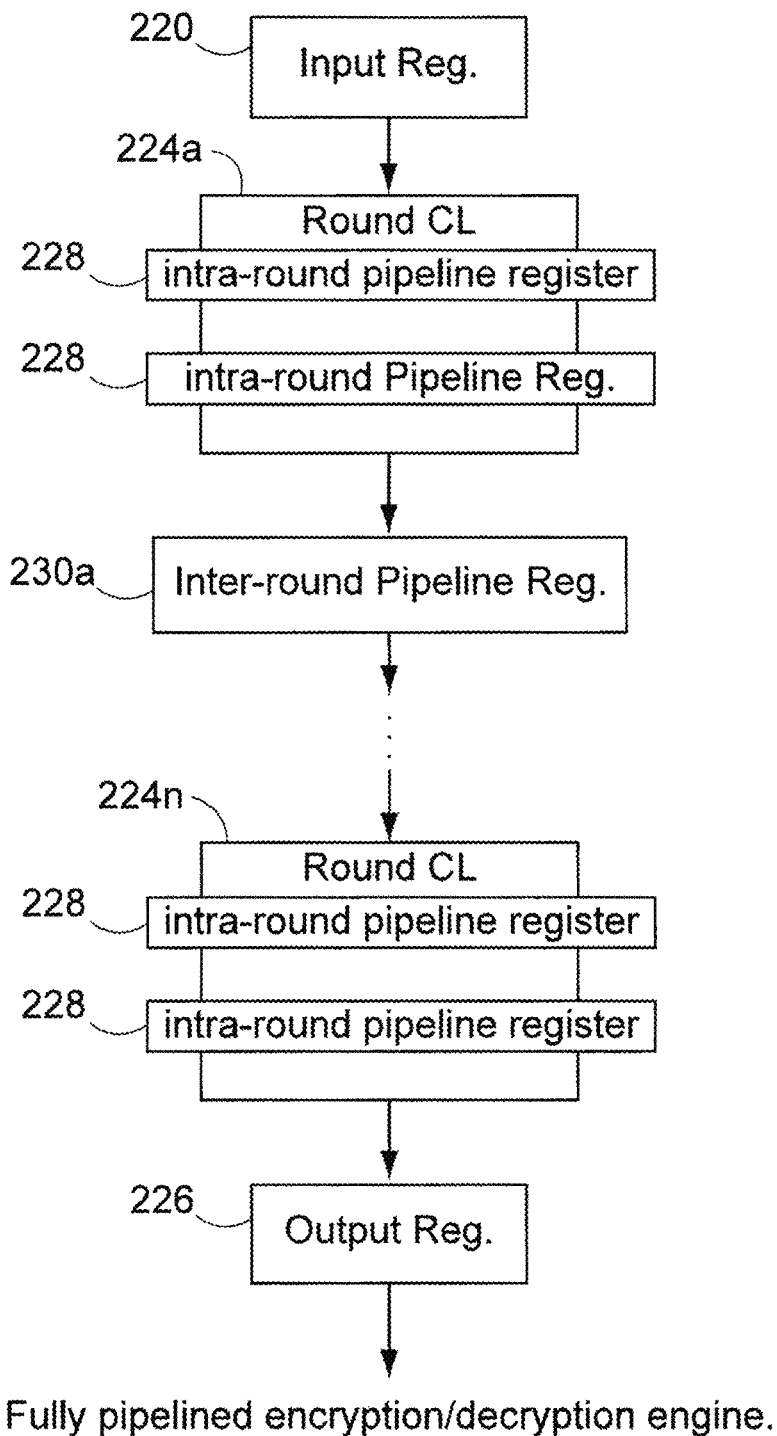 220
Input Reg.
224a
Round CL
228
intra-round pipeline register
228
intra-round Pipeline Reg.
230a
Inter-round Pipeline Reg.
224n
Round CL
228
intra-round pipeline register
228
intra-round pipeline register
226
Output Reg.
Fully pipelined encryption/decryption engine.